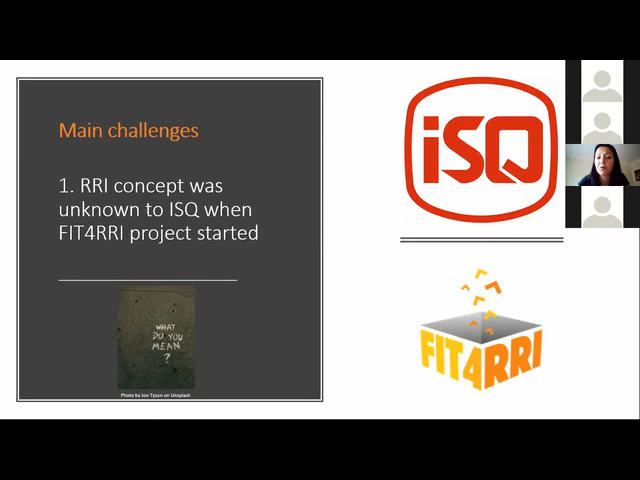 Main challenges
1. RRI concept was
unknown to ISQ when
FIT4RRI project started
WHAT
DO YOU
MEAN
?
Photo by Jon Tyson on Unsplash
iSQ
FIT4RRI